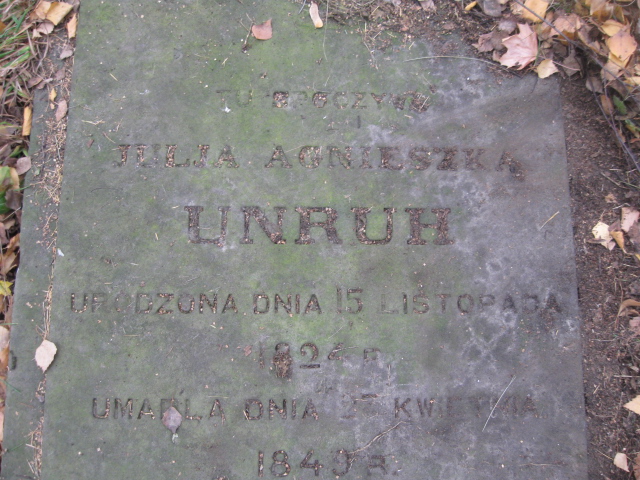 TU SPOCZYWA
JULJA AGNIESZKA
UNRUH
URODZONA DNIA 15 LISTOPADA
1824 R.
UMARŁA DNIA KWIETNIA
1849 R.